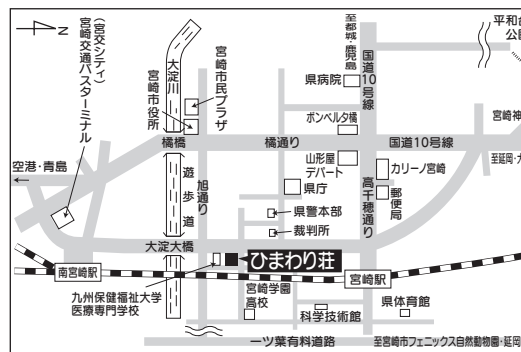 N
(宮交シティ)
宮崎交通バスターミナル
宮崎市役所
宮崎市民プラザ
大淀川
至都城・鹿児島
国道10号線
平和台
公園
県病院
ボンベルタ橘
橘橋
橘通り
国道10号線
宮崎神
至延岡・大
空港・青島
遊歩道
旭通り
山形屋
デパート
カリーノ宮崎
県庁
高千穂通り
郵便局
県警本部
裁判所
大淀大橋
ひまわり荘
南宮崎駅
宮崎駅
九州保健福祉大学
医療専門学校
宮崎学園
高校
科学技術館
県体育館
一ツ葉有料道路
至宮崎市フェニックス自然動物園・延岡